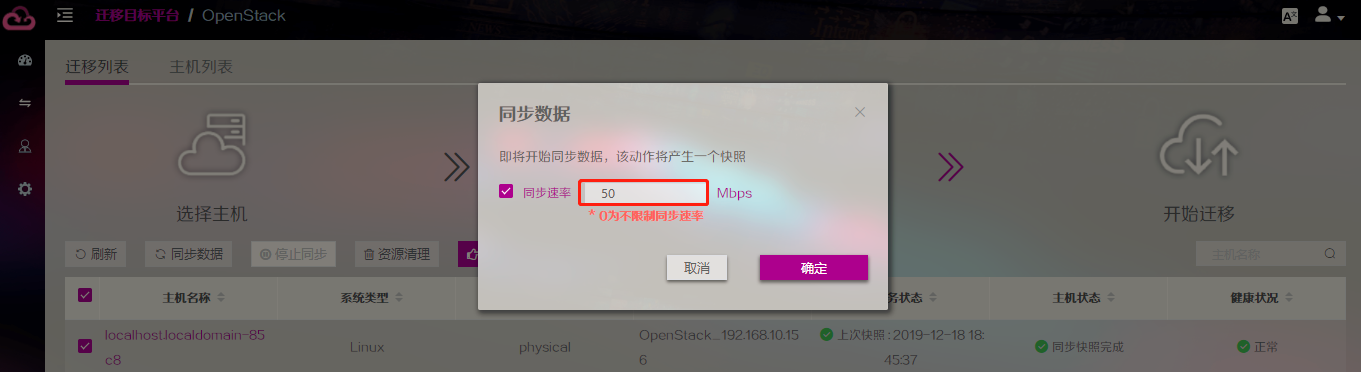 迁移目标平台 / OpenStack
迁移列表 主机列表
同步数据
即将开始同步数据，该动作将产生一个快照
同步速率 50 Mbps
* 0为不限制同步速率
取消 确定
选择主机 开始迁移
刷新 同步数据 停止同步 资源清理 主机名称
主机名称 系统类型 务状态 主机状态 健康状况
localhost.localdomain-85 Linux physical OpenStack_192.168.10.15 上次快照 : 2019-12-18 18: 同步快照完成 正常
c8 6 45:37